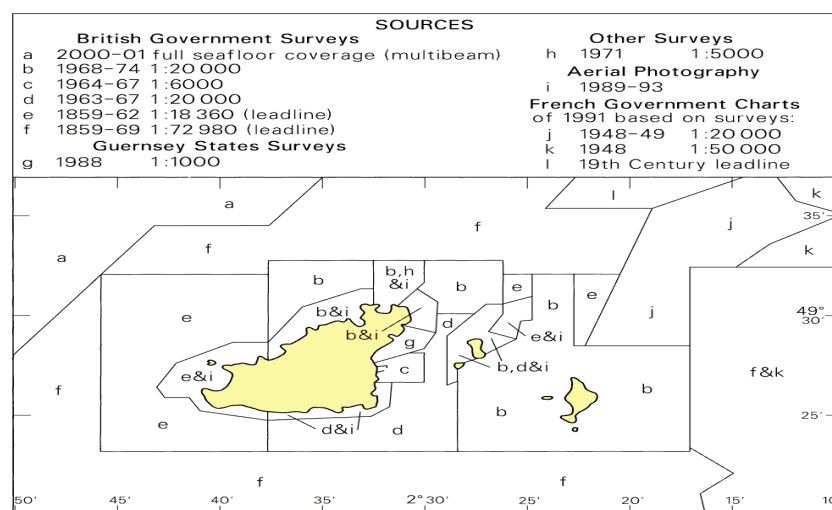 SOURCES
British Government Surveys
a 2000-01 full seafloor coverage (multibeam)
b 1968-74 1:20 000
c 1964-67 1:6000
d 1963-67 1:20 000
e 1859-62 1:18 360 (leadline)
f 1859-69 1:72 980 (leadline)
Guernsey States Surveys
g 1988 1:1000
Other Surveys
h 1971 1:5000
Aerial Photography
i 1989-93
French Government Charts
of 1991 based on surveys:
j 1948-49 1:20 000
k 1948 1:50 000
l 19th Century leadline
a
l
k
35′
f
j
f
k
a
b,h
&i
b
b
e
b
e
49°
30′
e
b&i
b&i
d
e&i
j
g
e&i
c
b,d&i
f&k
f
b
b
25′
e
d&i
d
f
f
50′ 45′ 40′ 35′ 2°30′ 25′ 20′ 15′ 10